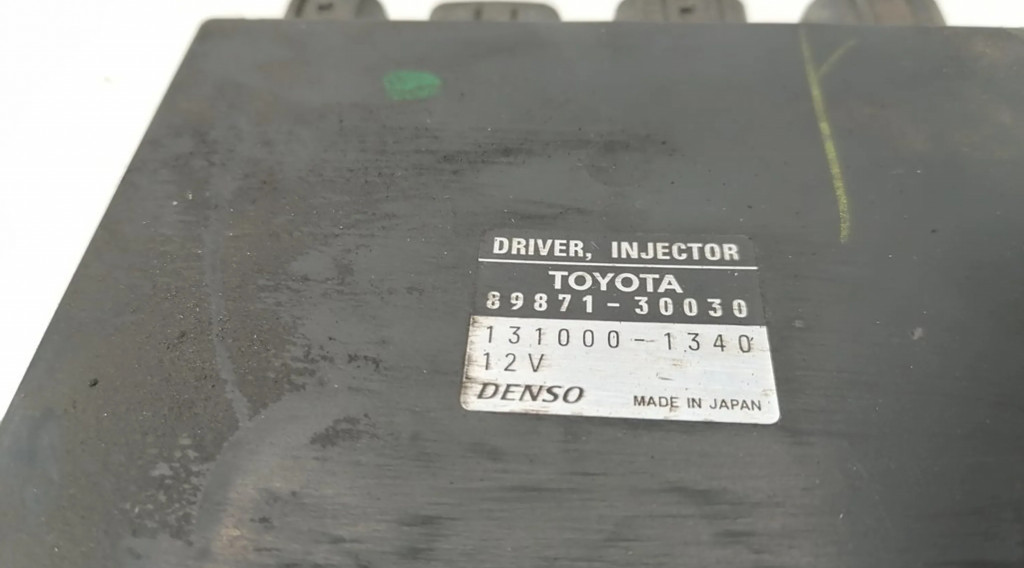 DRIVER, INJECTOR
TOYOTA
89871-30030
131000-1340
12V
DENSO MADE IN JAPAN